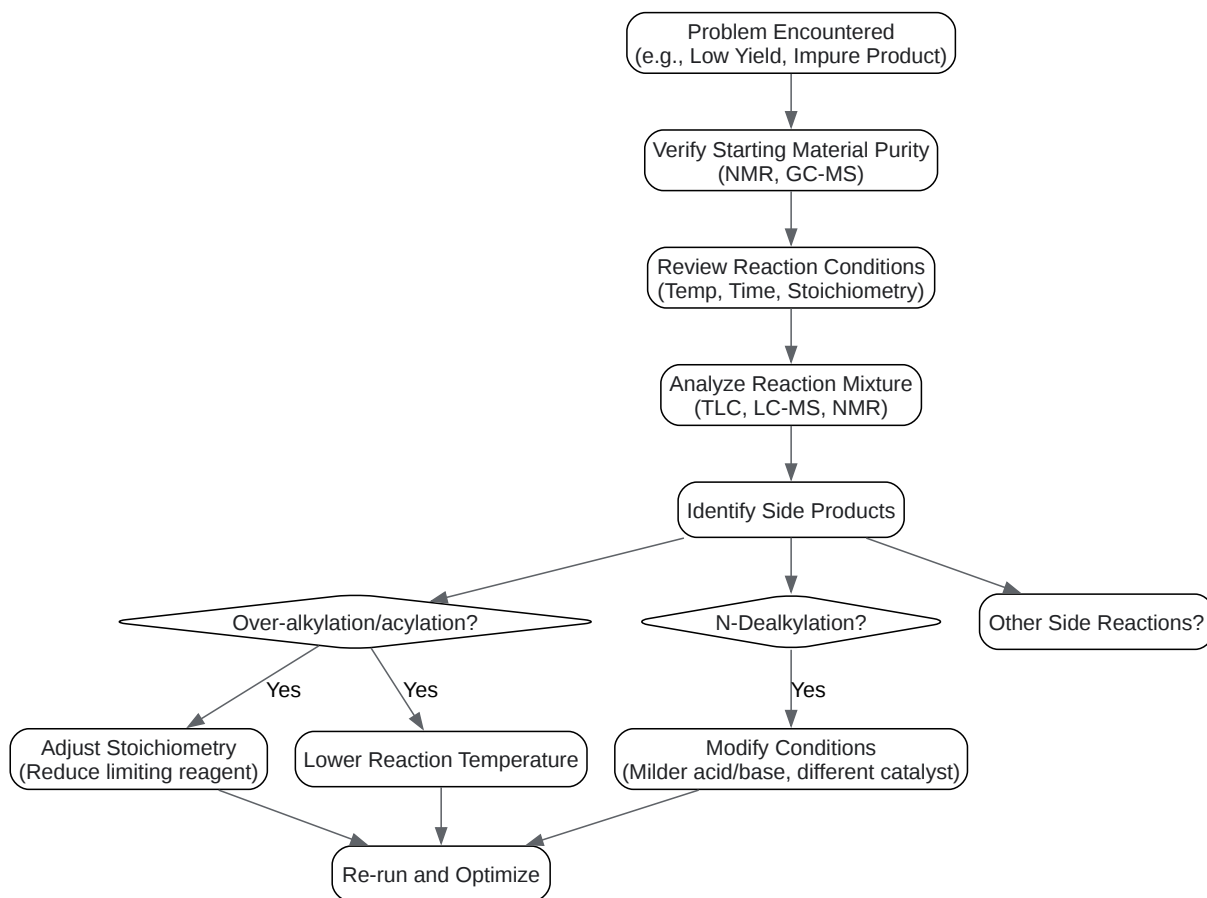 Problem Encountered
(e.g., Low Yield, Impure Product)
Verify Starting Material Purity
(NMR, GC-MS)
Review Reaction Conditions
(Temp, Time, Stoichiometry)
Analyze Reaction Mixture
(TLC, LC-MS, NMR)
Identify Side Products
Over-alkylation/acylation?
N-Dealkylation?
Other Side Reactions?
Yes
Yes
Yes
Adjust Stoichiometry
(Reduce limiting reagent)
Lower Reaction Temperature
Modify Conditions
(Milder acid/base, different catalyst)
Re-run and Optimize